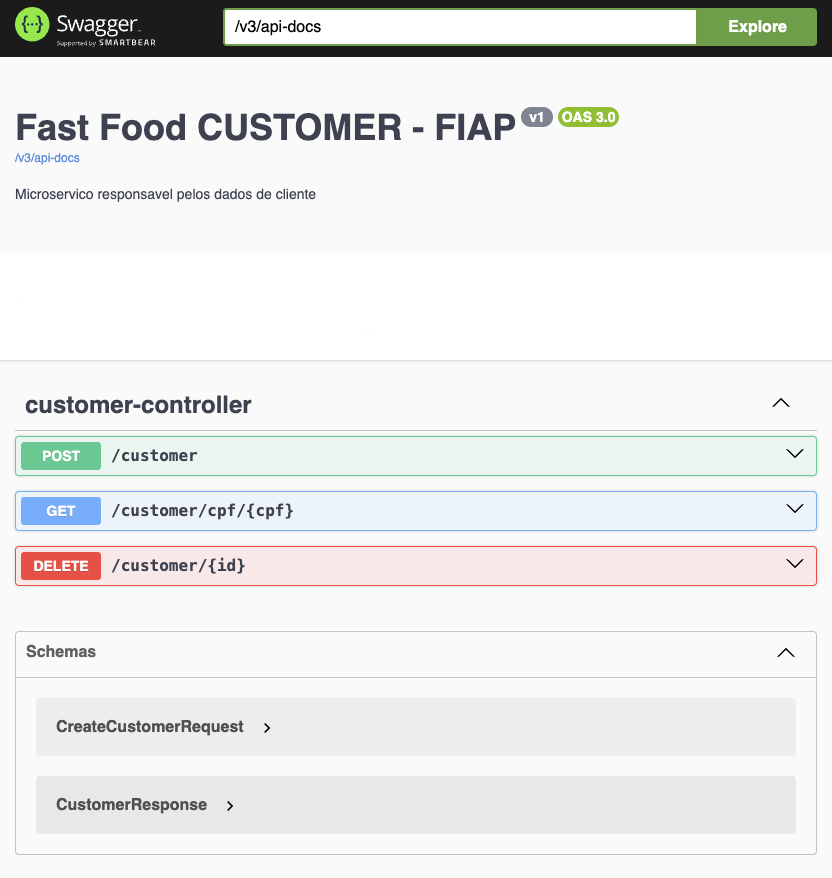 {···} Swagger.
Supported by SMARTBEAR
/v3/api-docs
Explore
Fast Food CUSTOMER - FIAP v1 OAS 3.0
/v3/api-docs
Microservico responsavel pelos dados de cliente
customer-controller
POST /customer
GET /customer/cpf/{cpf}
DELETE /customer/{id}
Schemas
CreateCustomerRequest
CustomerResponse